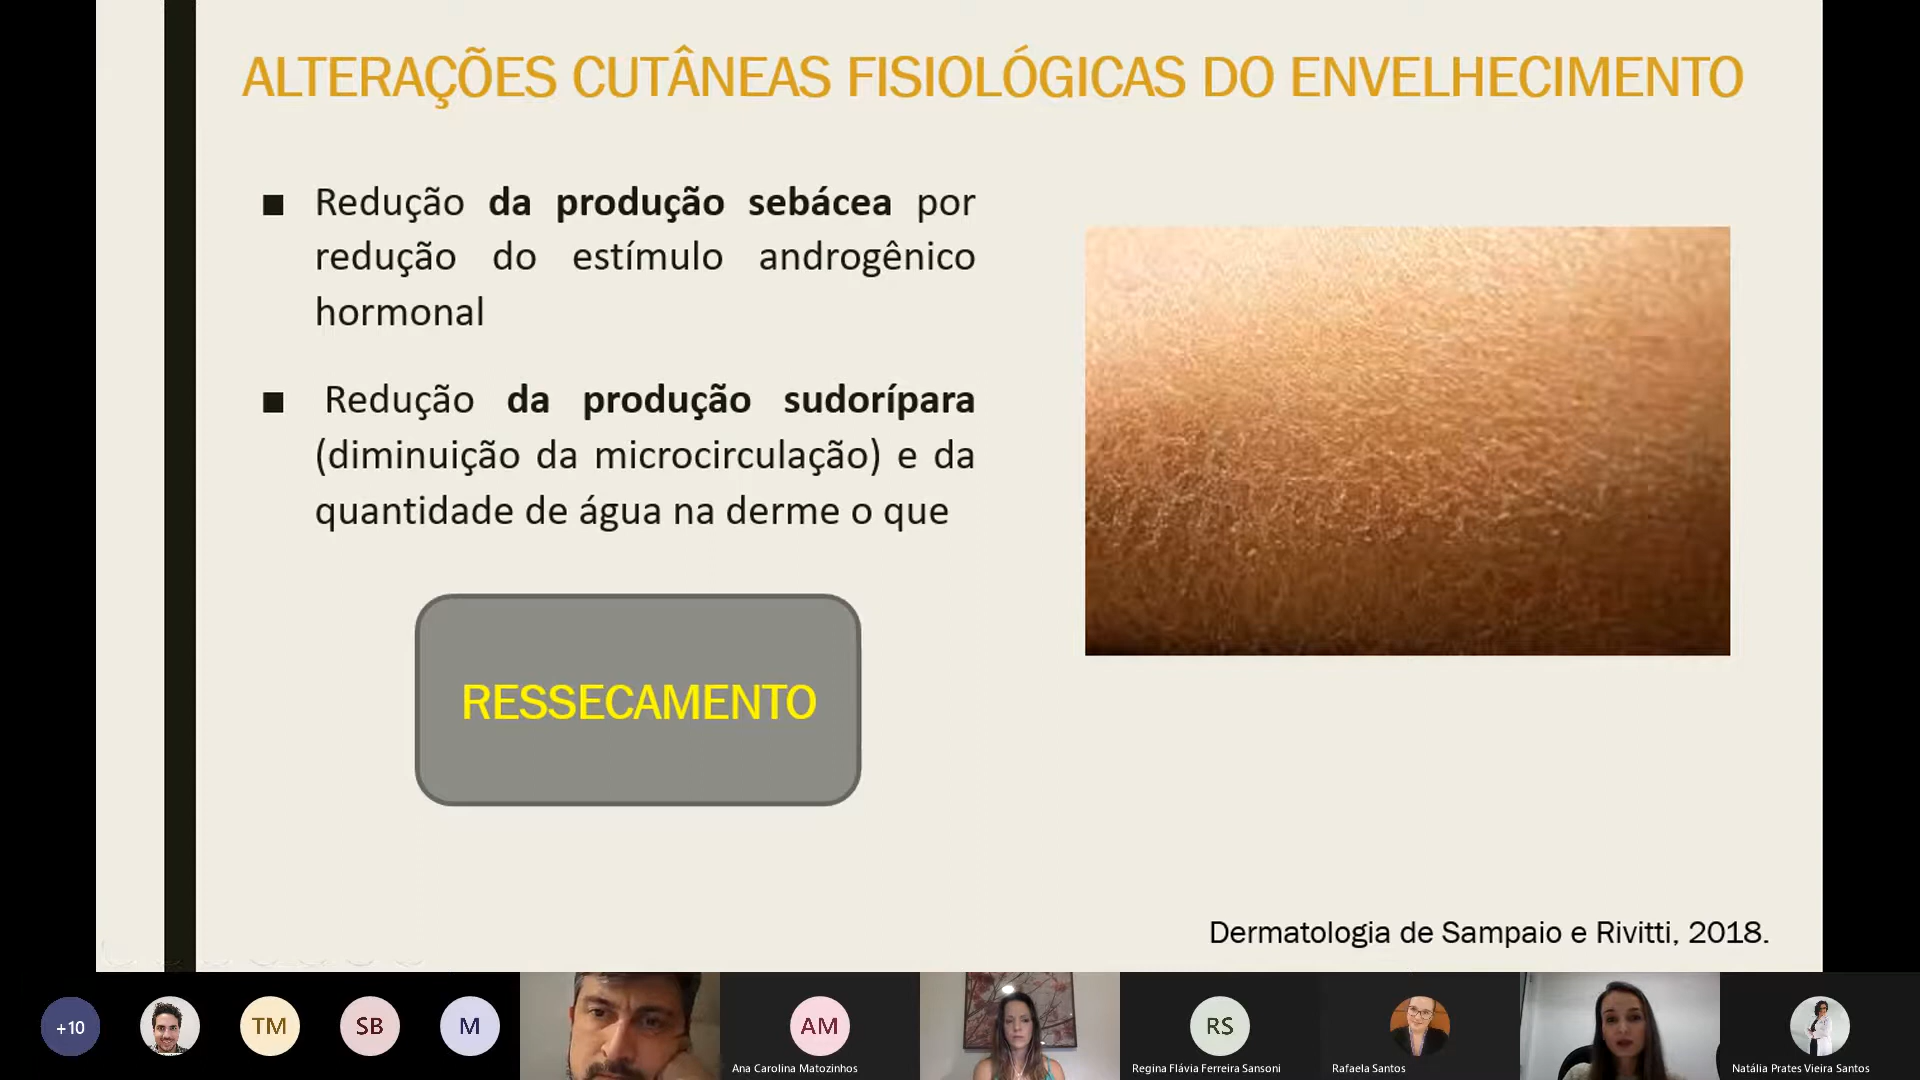 ALTERAÇÕES CUTÂNEAS FISIOLÓGICAS DO ENVELHECIMENTO
■ Redução da produção sebácea por
redução do estímulo androgênico
hormonal
■ Redução da produção sudorípara
(diminuição da microcirculação) e da
quantidade de água na derme o que
RESSECAMENTO
Dermatologia de Sampaio e Rivitti, 2018.
+10
TM
SB
M
AM
Ana Carolina Matozinhos
RS
Regina Flávia Ferreira Sansoni
Rafaela Santos
Natália Prates Vieira Santos